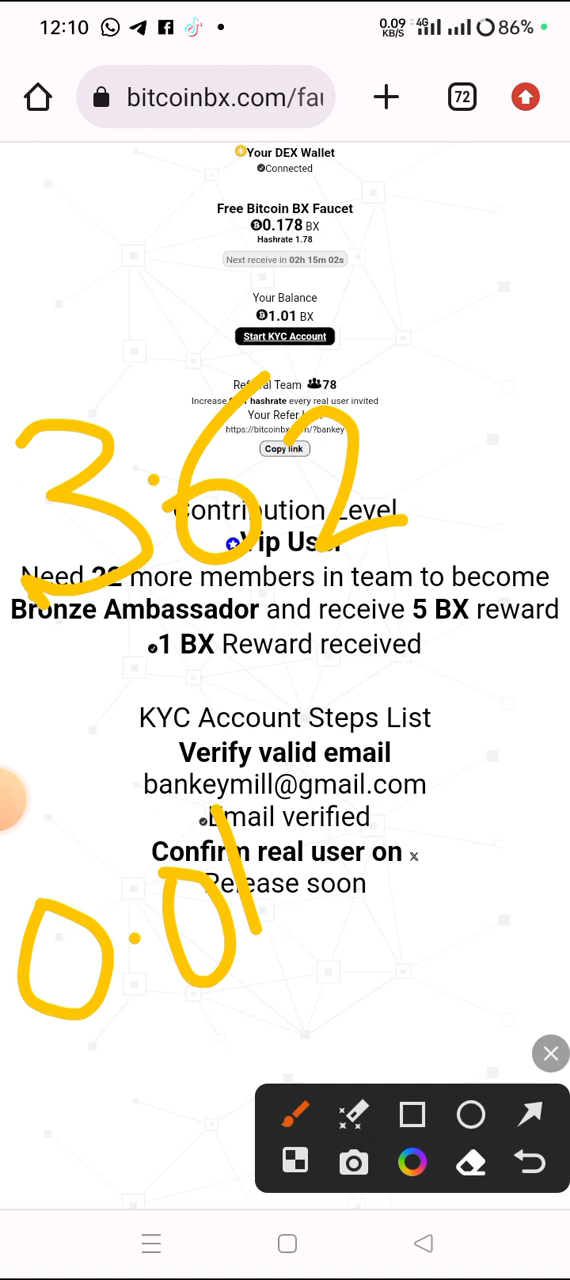 12:10
0.09 KB/S 4G 86%
bitcoinbx.com/fau
72
Your DEX Wallet
Connected
Free Bitcoin BX Faucet
0.178 BX
Hashrate 1.78
Next receive in 02h 15m 02s
Your Balance
1.01 BX
Start KYC Account
Referral Team 78
Increase hashrate every real user invited
Your Refer
https://bitcoinbx. /?bankey
Copy link
3.62
Contribution Level
Vip User
Need 22 more members in team to become
Bronze Ambassador and receive 5 BX reward
1 BX Reward received
KYC Account Steps List
Verify valid email
bankeymill@gmail.com
Email verified
Confirm real user on X
Release soon
0.01